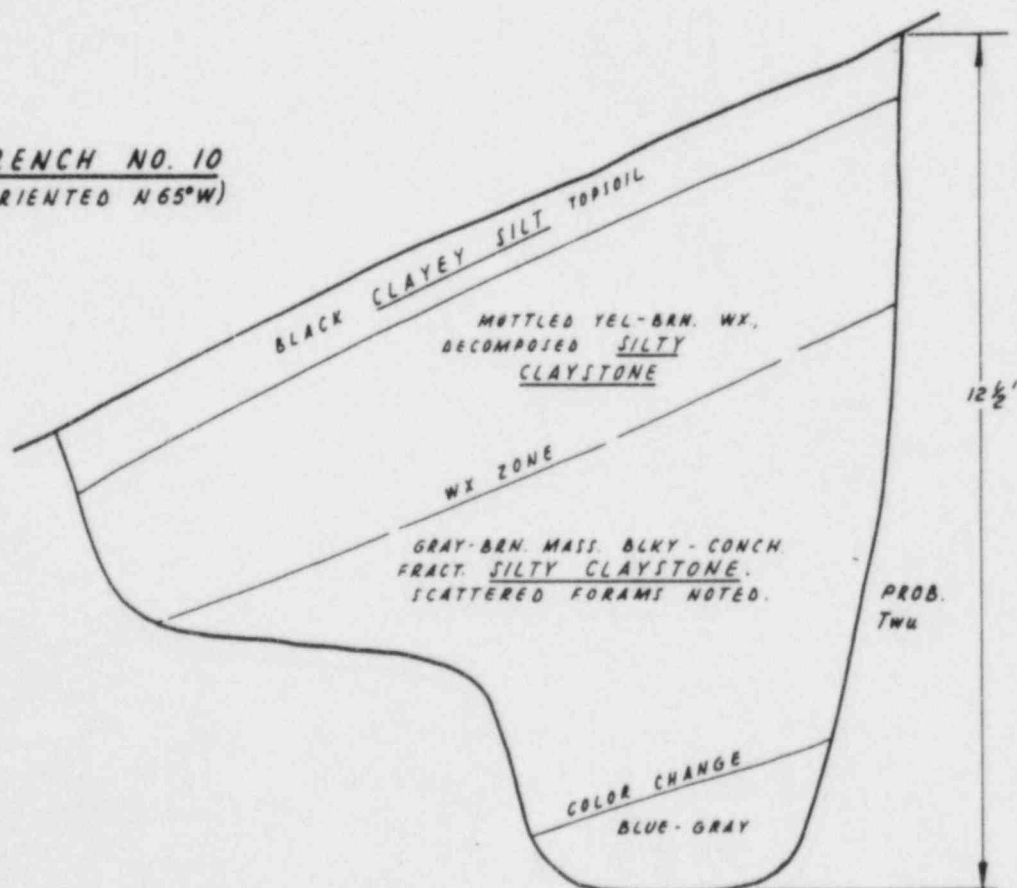 RENCH NO. 10
RIENTED N65°W)
BLACK CLAYEY SILT TOPSOIL
MOTTLED YEL-BRN. WX,
DECOMPOSED SILTY
CLAYSTONE
12½'
WX ZONE
GRAY-BRN. MASS. BLKY - CONCH.
FRACT. SILTY CLAYSTONE.
SCATTERED FORAMS NOTED.
PROB.
Twu
COLOR CHANGE
BLUE-GRAY